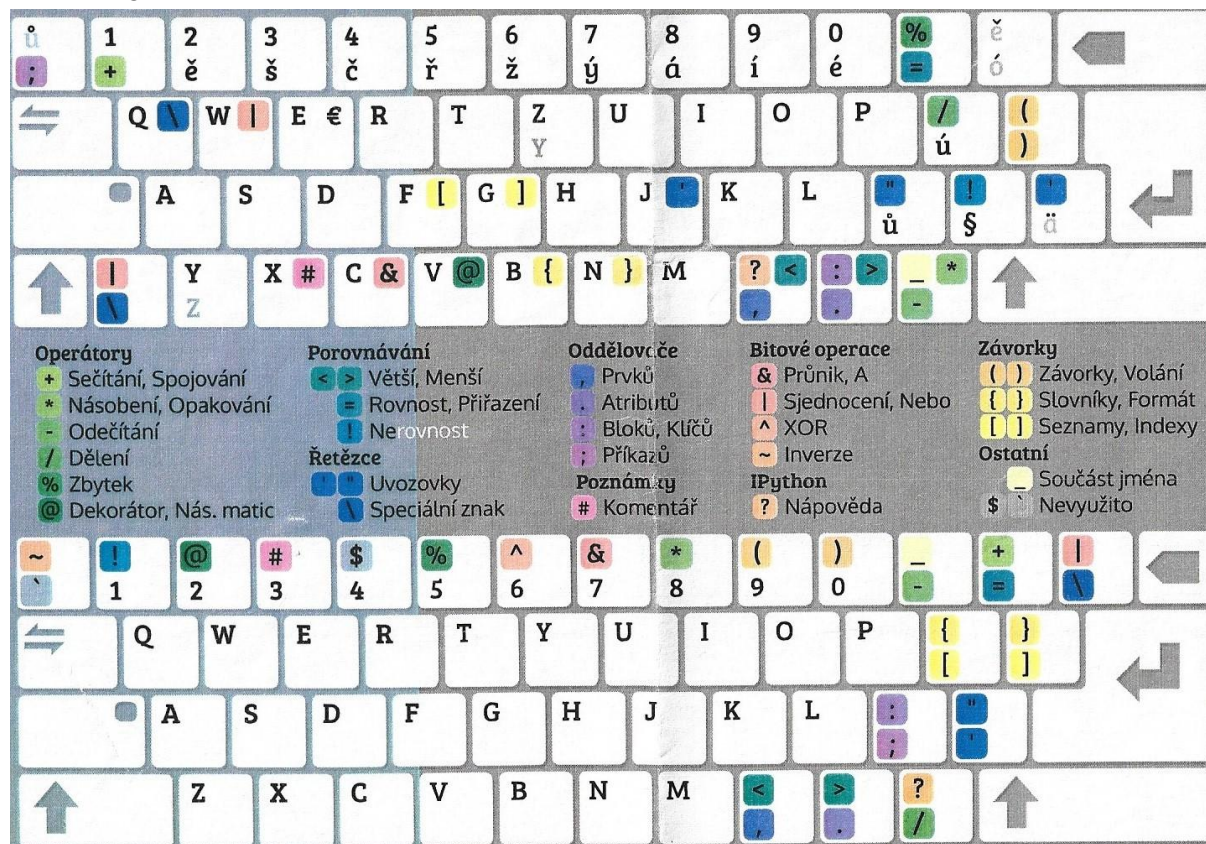 ů 1 2 3 4 5 6 7 8 9 0 % ě
; + ě š č ř ž ý á í é = ó
Q \ W | E € R T Z U I O P / (
Y ú )
A S D F [ G ] H J ' K L " ! '
ů § ä
| Y X # C & V @ B { N } M ? < : > _ *
\ Z , . -
Operátory
+ Sečítání, Spojování
* Násobení, Opakování
- Odečítání
/ Dělení
% Zbytek
@ Dekorátor, Nás. matic
Porovnávání
< > Větší, Menší
= Rovnost, Přiřazení
! Nerovnost
Řetězce
' " Uvozovky
\ Speciální znak
Oddělovače
, Prvků
. Atributů
: Bloků, Klíčů
; Příkazů
Poznámky
# Komentář
Bitové operace
& Průnik, A
| Sjednocení, Nebo
^ XOR
~ Inverze
IPython
? Nápověda
Závorky
( ) Závorky, Volání
{ } Slovníky, Formát
[ ] Seznamy, Indexy
Ostatní
_ Součást jména
$ ` Nevyužito
~ ! @ # $ % ^ & * ( ) _ + |
` 1 2 3 4 5 6 7 8 9 0 - = \
Q W E R T Y U I O P { }
[ ]
A S D F G H J K L : "
; '
Z X C V B N M < > ?
, . /